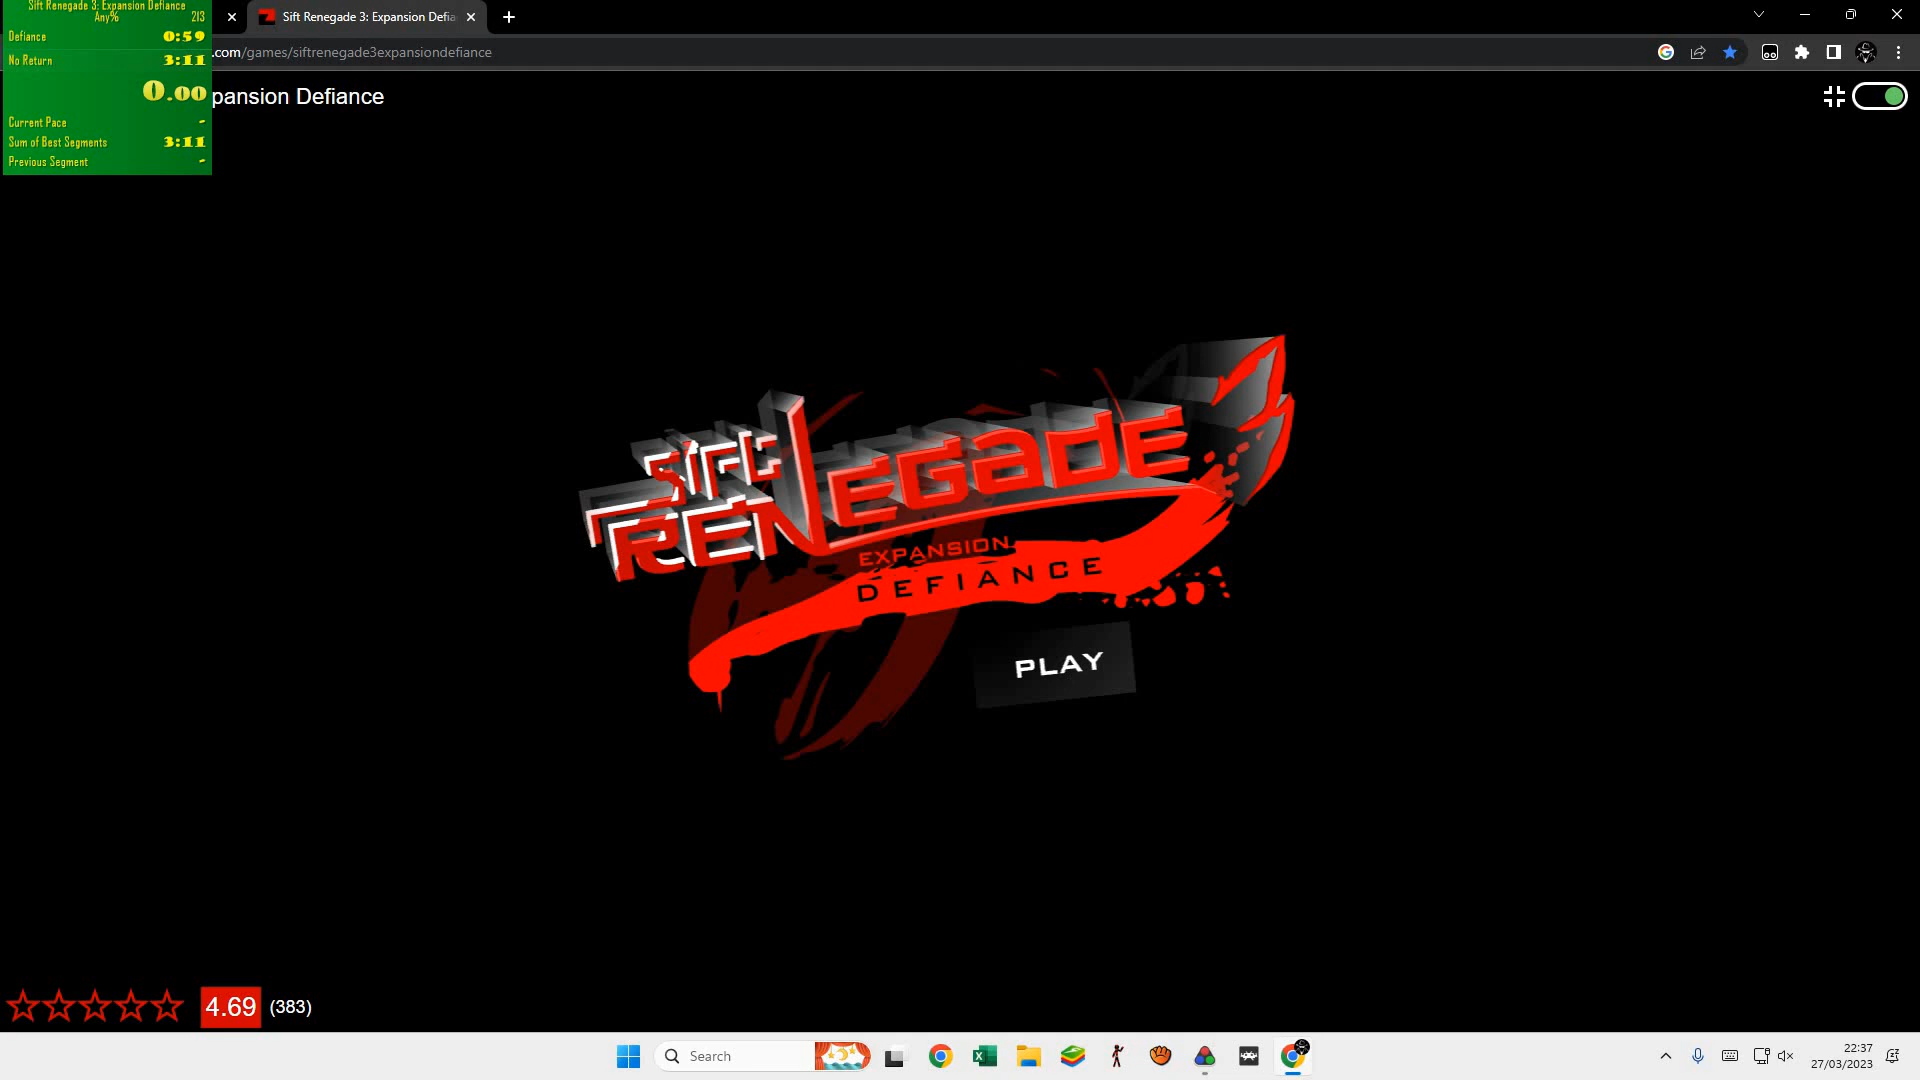 Sift Renegade 3: Expansion Defiance
Any%
2/3
Defiance 0:59
No Return 3:11
0.00
Current Pace -
Sum of Best Segments 3:11
Previous Segment -
Sift Renegade 3: Expansion Defia
.com/games/siftrenegade3expansiondefiance
pansion Defiance
SIFT
RENEGADE
EXPANSION
DEFIANCE
PLAY
4.69 (383)
Search
22:37
27/03/2023